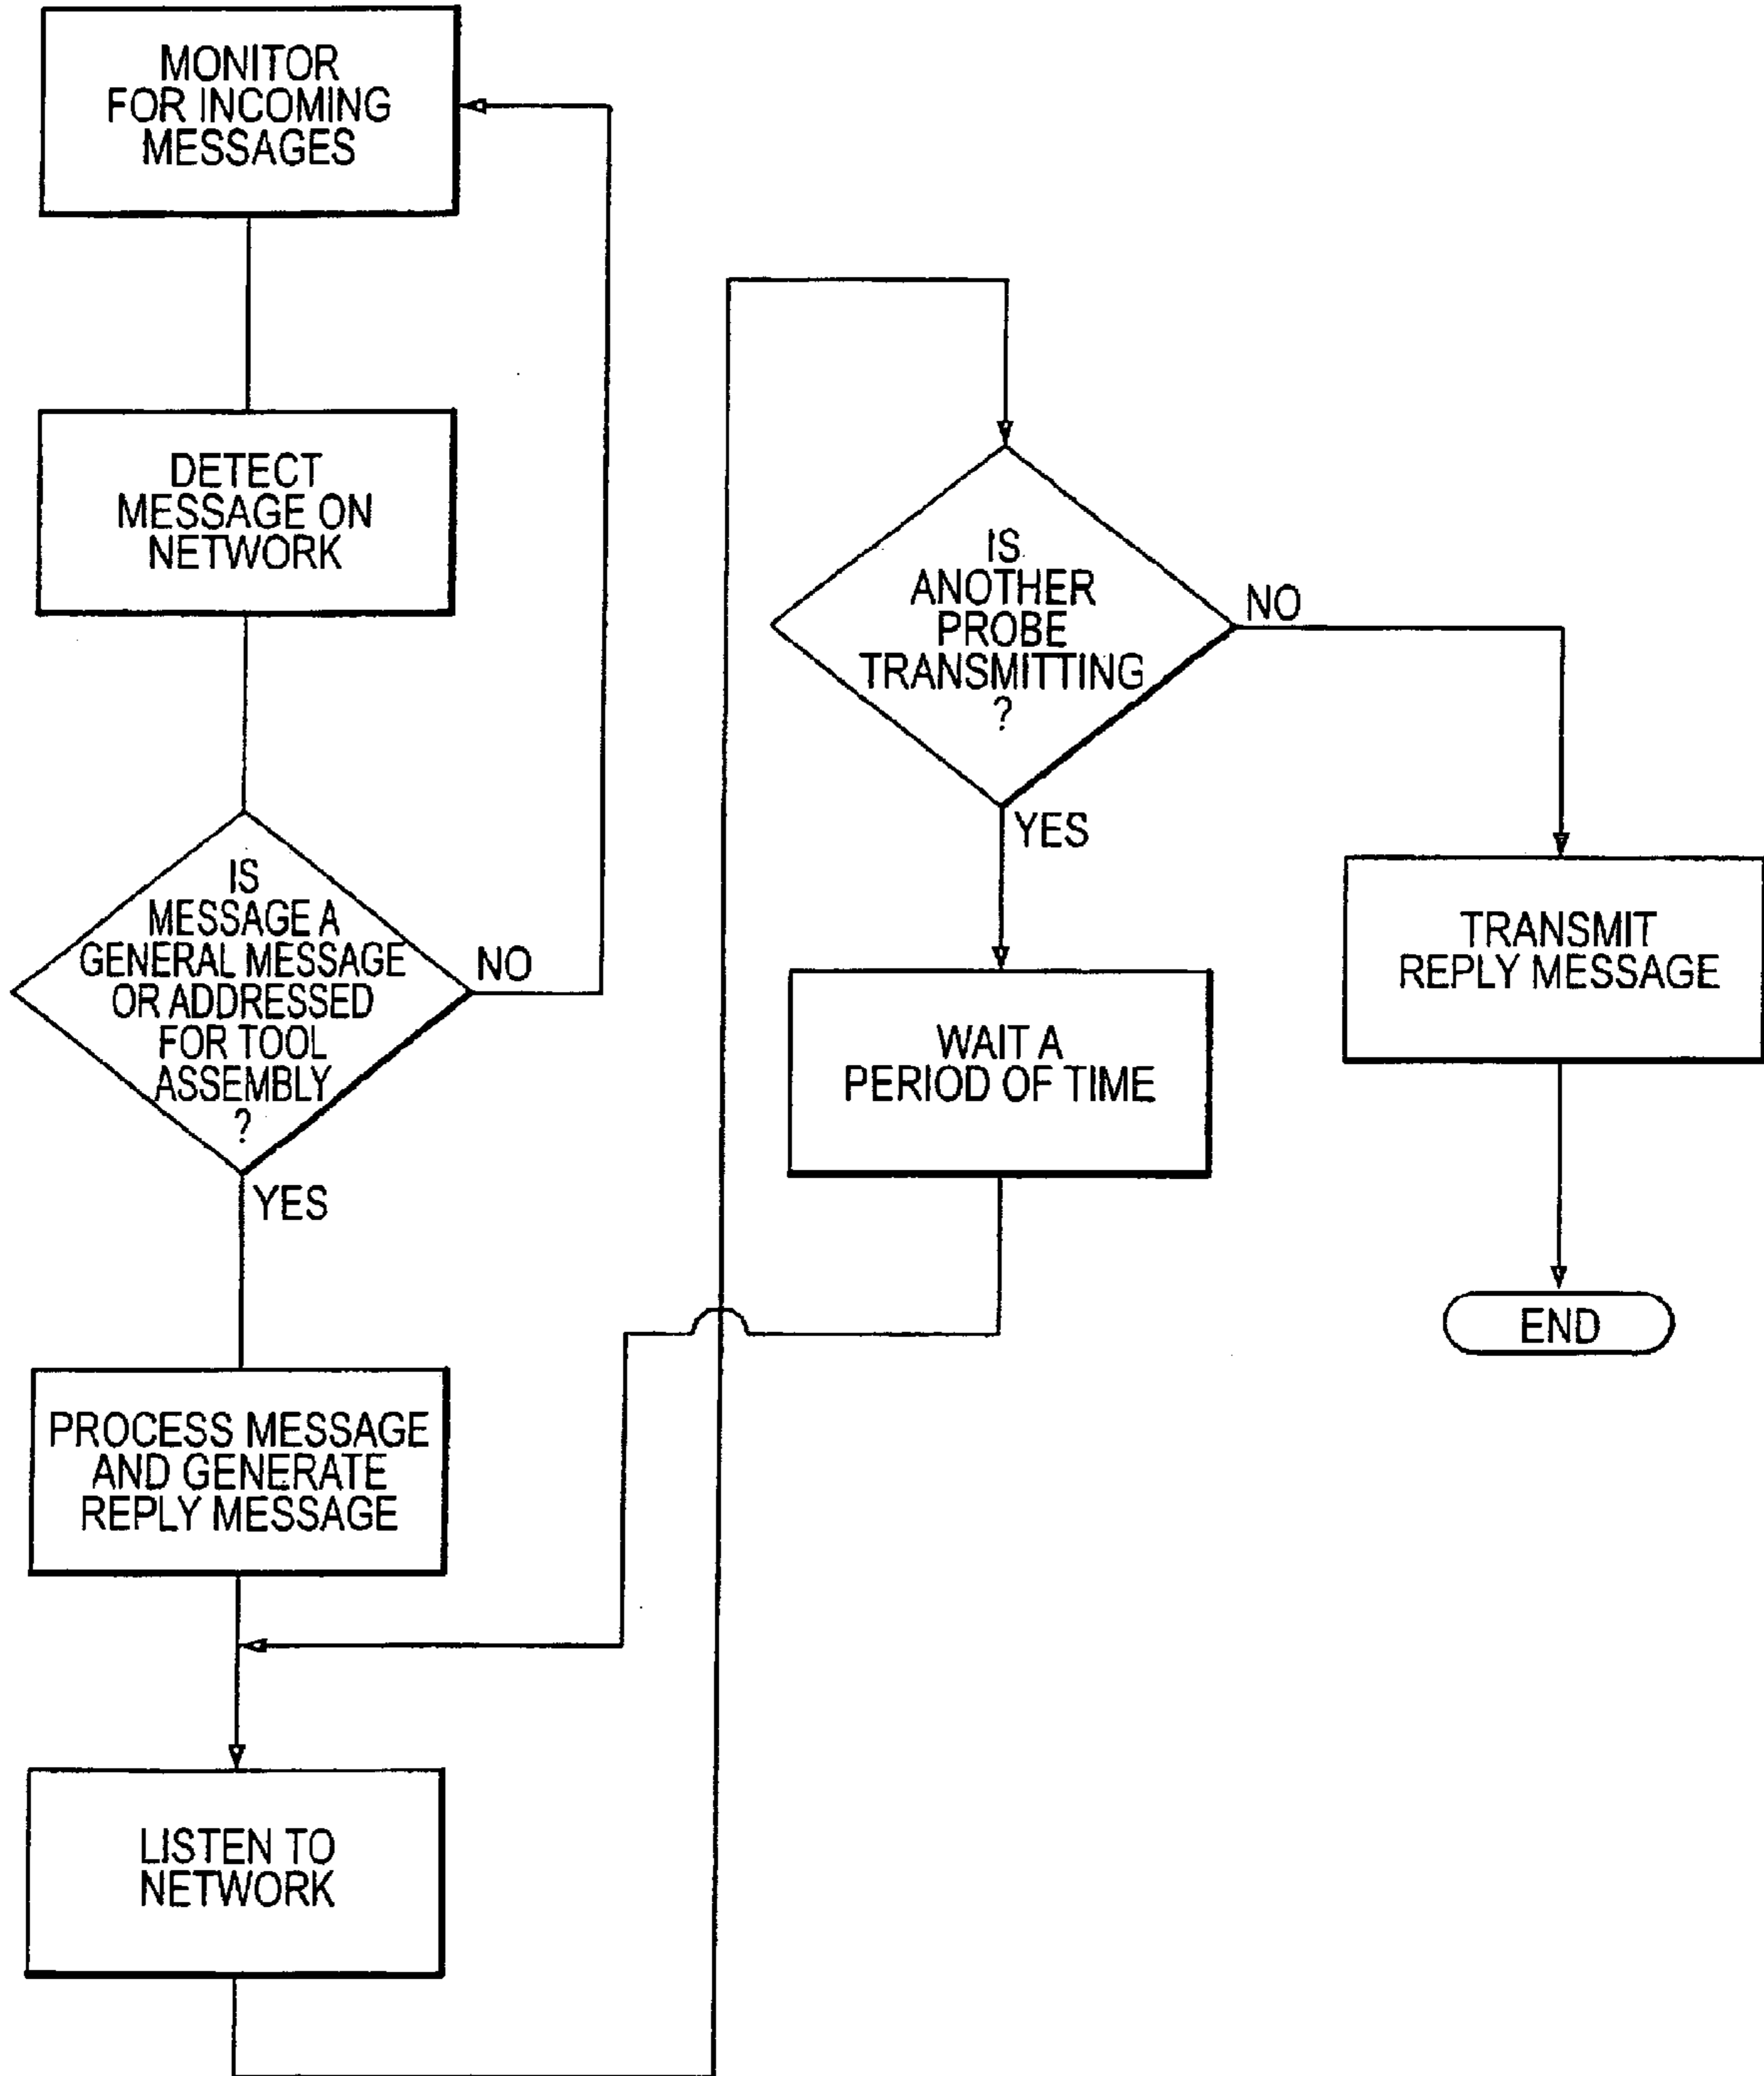 MONITOR
FOR INCOMING
MESSAGES
DETECT
MESSAGE ON
NETWORK
IS
MESSAGE A
GENERAL MESSAGE
OR ADDRESSED
FOR TOOL
ASSEMBLY
?
NO
YES
PROCESS MESSAGE
AND GENERATE
REPLY MESSAGE
LISTEN TO
NETWORK
IS
ANOTHER
PROBE
TRANSMITTING
?
NO
YES
WAIT A
PERIOD OF TIME
TRANSMIT
REPLY MESSAGE
END